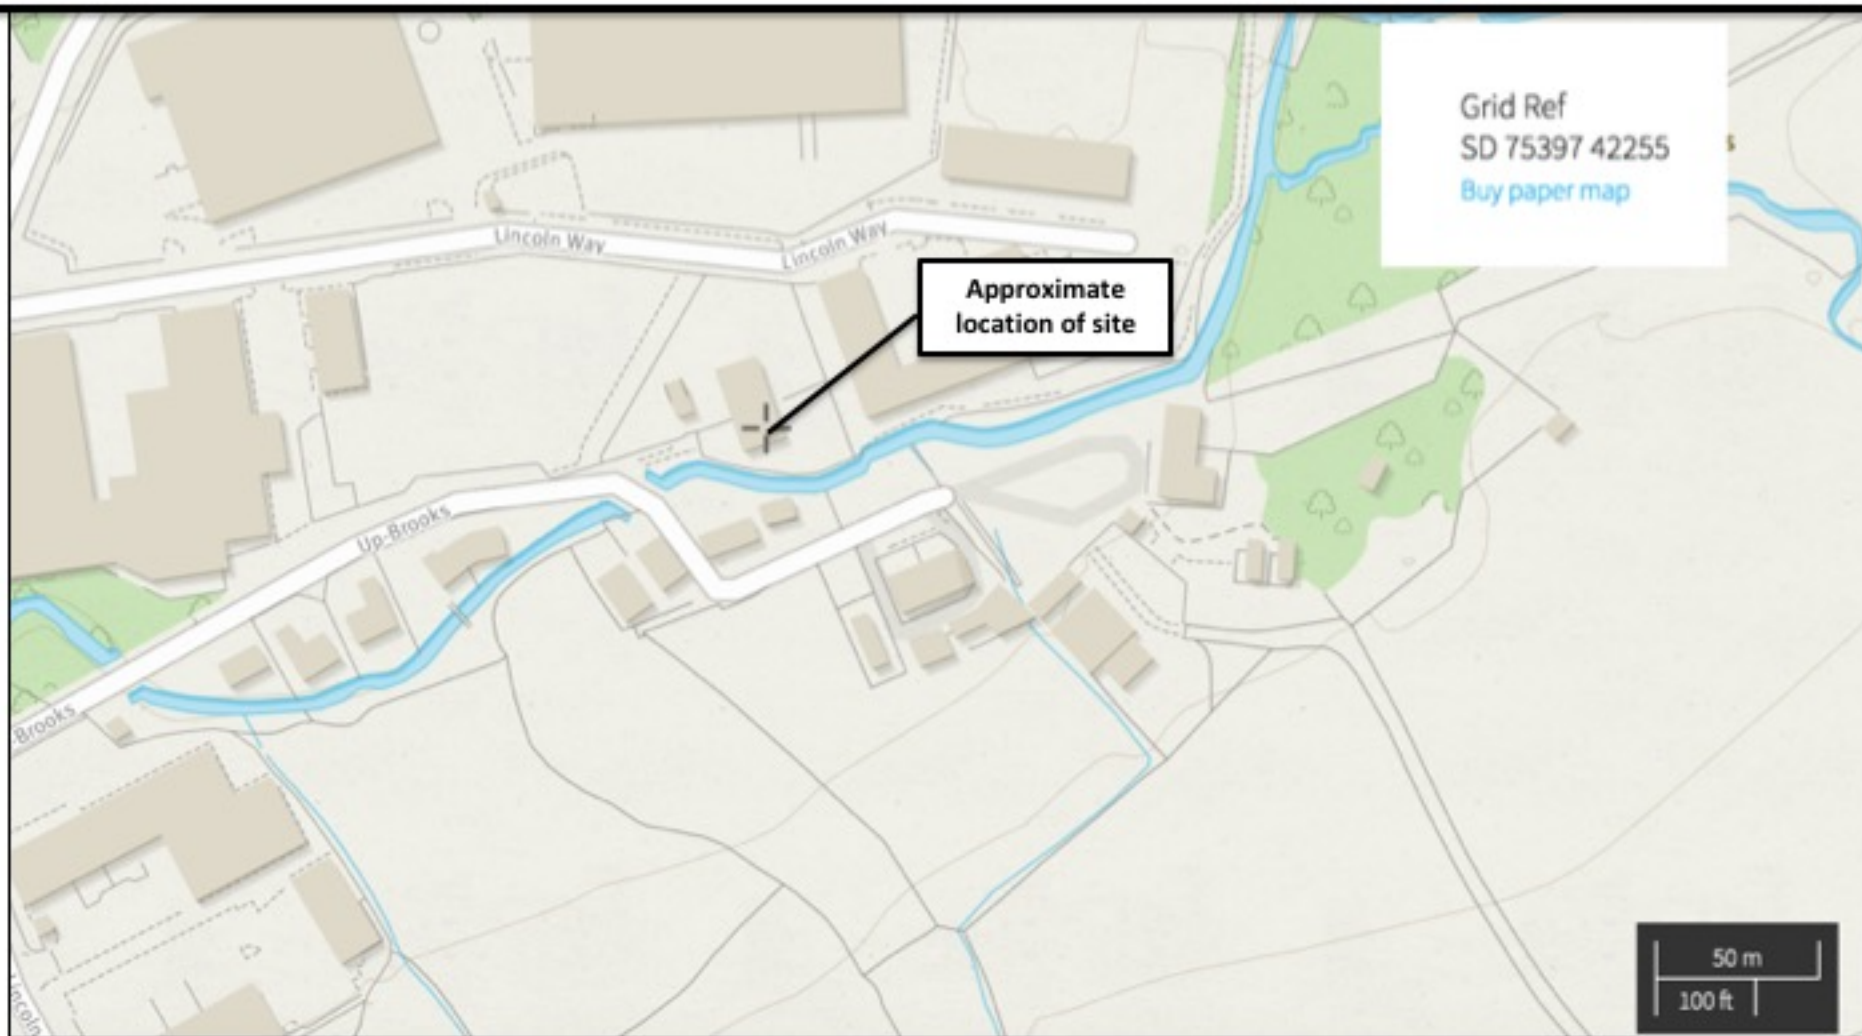 Grid Ref
SD 75397 42255
Buy paper map
Lincoln Way
Lincoln Way
Approximate
location of site
Up-Brooks
-Brooks
50 m
100 ft
Lincoln